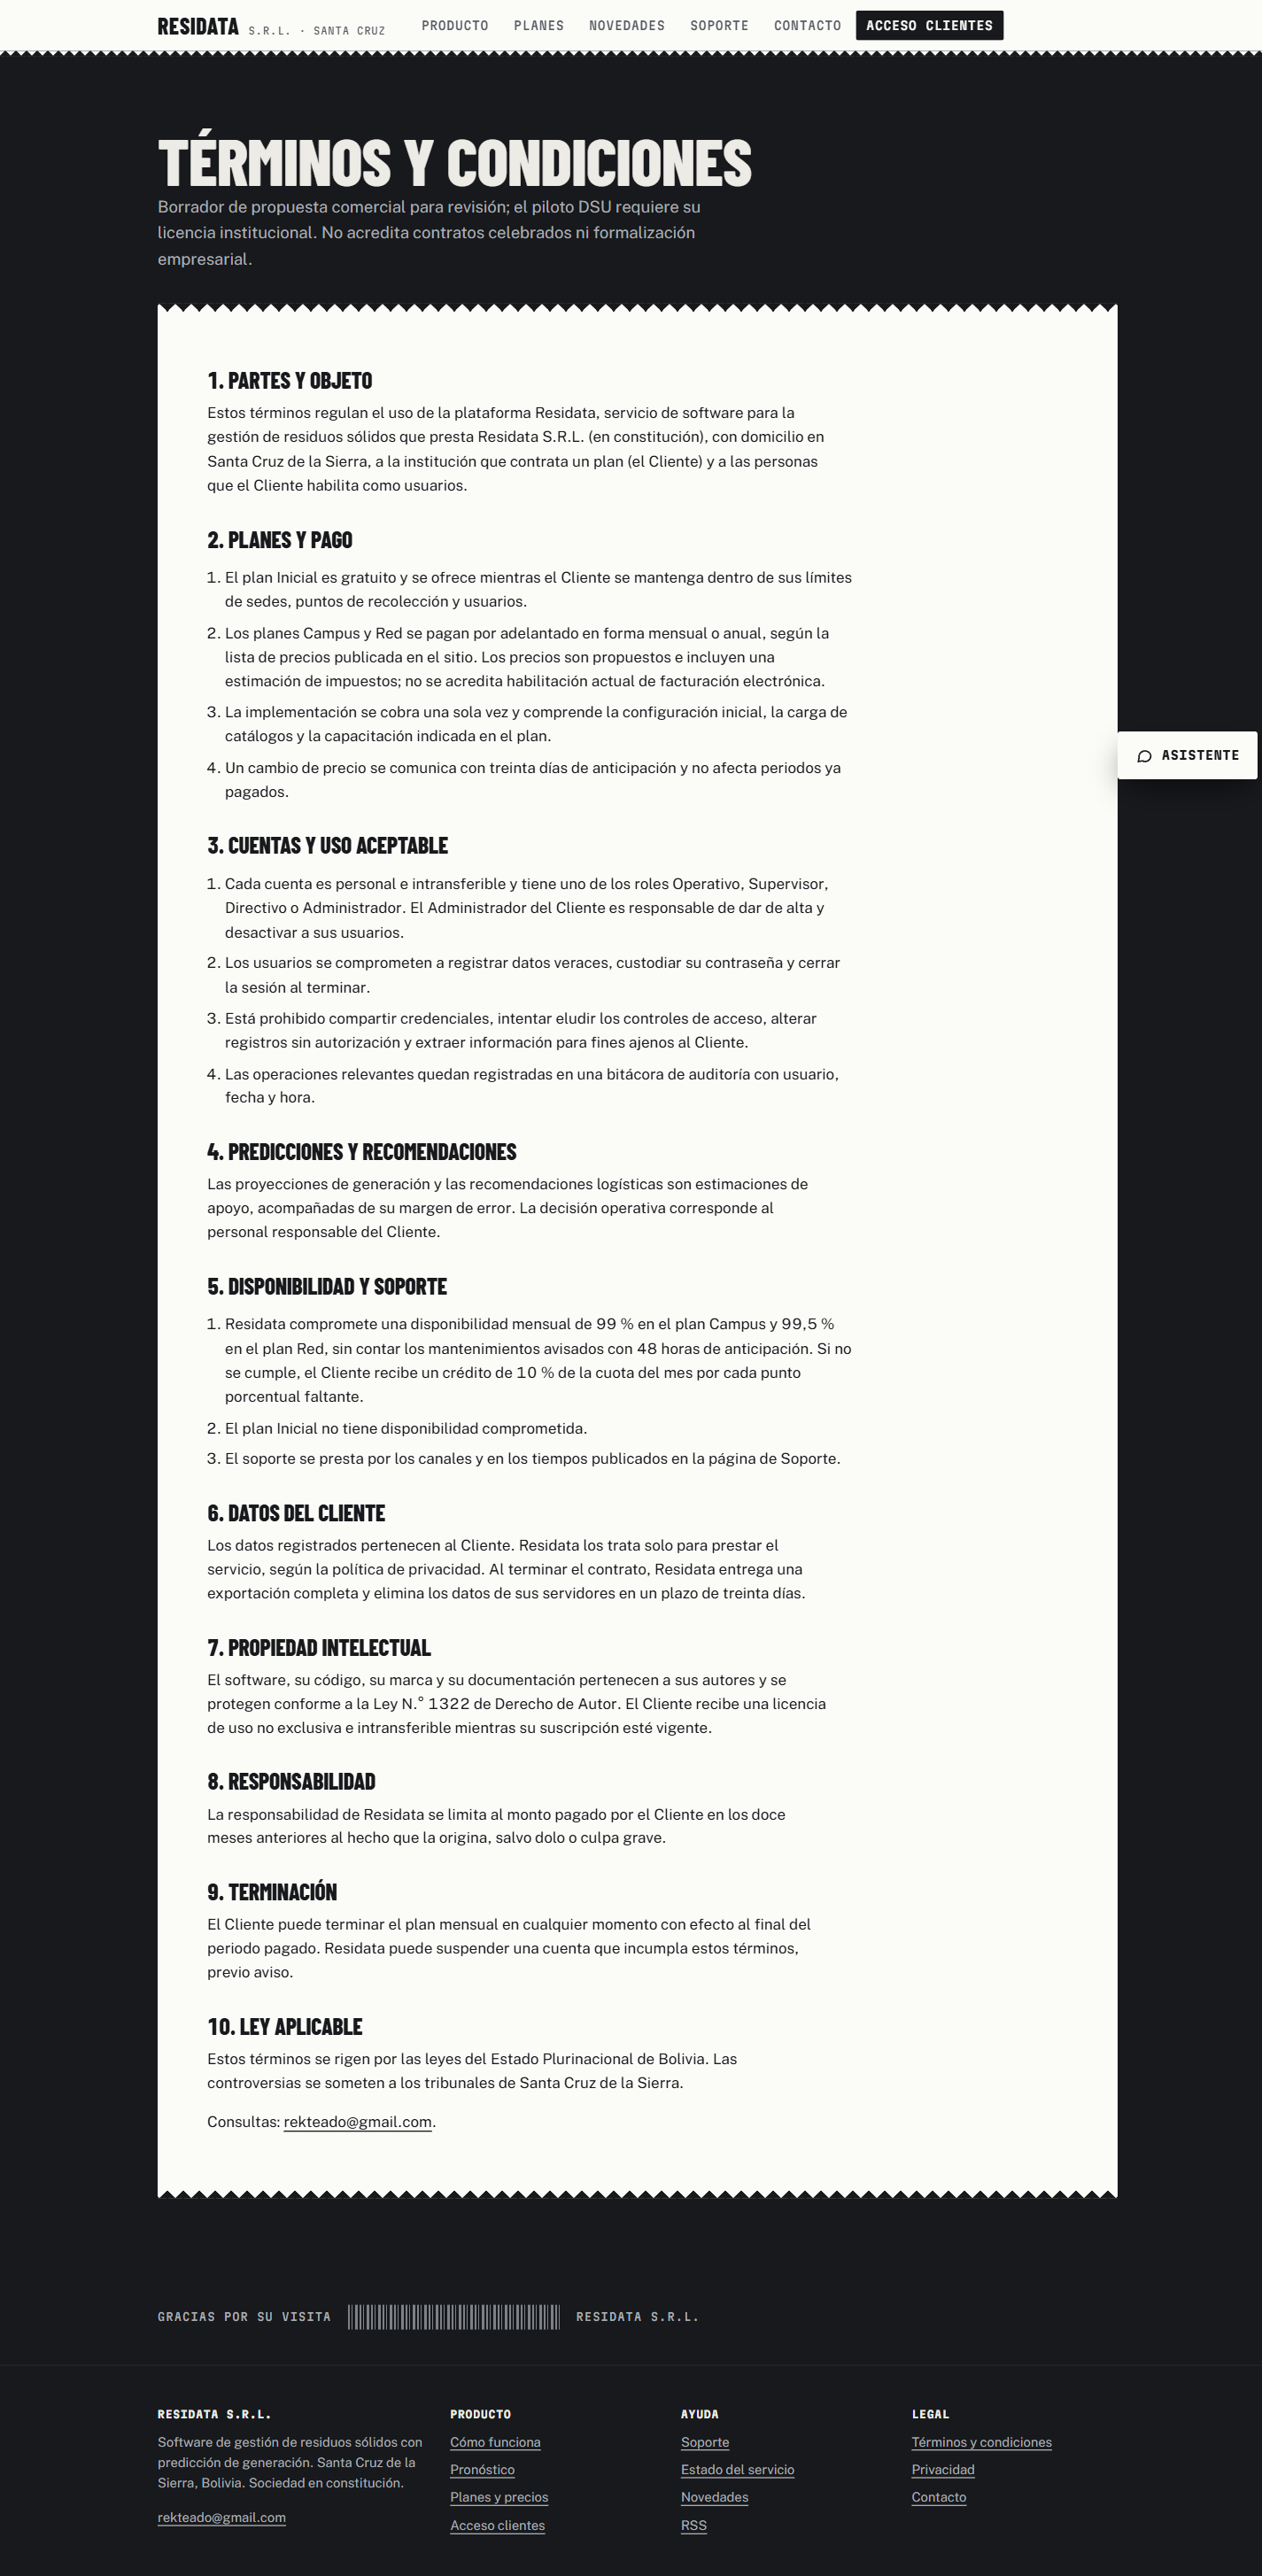 RESIDATA S.R.L. · SANTA CRUZ PRODUCTO PLANES NOVEDADES SOPORTE CONTACTO ACCESO CLIENTES
TÉRMINOS Y CONDICIONES
Borrador de propuesta comercial para revisión; el piloto DSU requiere su
licencia institucional. No acredita contratos celebrados ni formalización
empresarial.
1. PARTES Y OBJETO
Estos términos regulan el uso de la plataforma Residata, servicio de software para la
gestión de residuos sólidos que presta Residata S.R.L. (en constitución), con domicilio en
Santa Cruz de la Sierra, a la institución que contrata un plan (el Cliente) y a las personas
que el Cliente habilita como usuarios.
2. PLANES Y PAGO
1. El plan Inicial es gratuito y se ofrece mientras el Cliente se mantenga dentro de sus límites
de sedes, puntos de recolección y usuarios.
2. Los planes Campus y Red se pagan por adelantado en forma mensual o anual, según la
lista de precios publicada en el sitio. Los precios son propuestos e incluyen una
estimación de impuestos; no se acredita habilitación actual de facturación electrónica.
3. La implementación se cobra una sola vez y comprende la configuración inicial, la carga de
catálogos y la capacitación indicada en el plan.
4. Un cambio de precio se comunica con treinta días de anticipación y no afecta periodos ya
pagados.
ASISTENTE
3. CUENTAS Y USO ACEPTABLE
1. Cada cuenta es personal e intransferible y tiene uno de los roles Operativo, Supervisor,
Directivo o Administrador. El Administrador del Cliente es responsable de dar de alta y
desactivar a sus usuarios.
2. Los usuarios se comprometen a registrar datos veraces, custodiar su contraseña y cerrar
la sesión al terminar.
3. Está prohibido compartir credenciales, intentar eludir los controles de acceso, alterar
registros sin autorización y extraer información para fines ajenos al Cliente.
4. Las operaciones relevantes quedan registradas en una bitácora de auditoría con usuario,
fecha y hora.
4. PREDICCIONES Y RECOMENDACIONES
Las proyecciones de generación y las recomendaciones logísticas son estimaciones de
apoyo, acompañadas de su margen de error. La decisión operativa corresponde al
personal responsable del Cliente.
5. DISPONIBILIDAD Y SOPORTE
1. Residata compromete una disponibilidad mensual de 99 % en el plan Campus y 99,5 %
en el plan Red, sin contar los mantenimientos avisados con 48 horas de anticipación. Si no
se cumple, el Cliente recibe un crédito de 10 % de la cuota del mes por cada punto
porcentual faltante.
2. El plan Inicial no tiene disponibilidad comprometida.
3. El soporte se presta por los canales y en los tiempos publicados en la página de Soporte.
6. DATOS DEL CLIENTE
Los datos registrados pertenecen al Cliente. Residata los trata solo para prestar el
servicio, según la política de privacidad. Al terminar el contrato, Residata entrega una
exportación completa y elimina los datos de sus servidores en un plazo de treinta días.
7. PROPIEDAD INTELECTUAL
El software, su código, su marca y su documentación pertenecen a sus autores y se
protegen conforme a la Ley N.° 1322 de Derecho de Autor. El Cliente recibe una licencia
de uso no exclusiva e intransferible mientras su suscripción esté vigente.
8. RESPONSABILIDAD
La responsabilidad de Residata se limita al monto pagado por el Cliente en los doce
meses anteriores al hecho que la origina, salvo dolo o culpa grave.
9. TERMINACIÓN
El Cliente puede terminar el plan mensual en cualquier momento con efecto al final del
periodo pagado. Residata puede suspender una cuenta que incumpla estos términos,
previo aviso.
10. LEY APLICABLE
Estos términos se rigen por las leyes del Estado Plurinacional de Bolivia. Las
controversias se someten a los tribunales de Santa Cruz de la Sierra.
Consultas: rekteado@gmail.com.
GRACIAS POR SU VISITA RESIDATA S.R.L.
RESIDATA S.R.L.
Software de gestión de residuos sólidos con
predicción de generación. Santa Cruz de la
Sierra, Bolivia. Sociedad en constitución.
rekteado@gmail.com
PRODUCTO
Cómo funciona
Pronóstico
Planes y precios
Acceso clientes
AYUDA
Soporte
Estado del servicio
Novedades
RSS
LEGAL
Términos y condiciones
Privacidad
Contacto